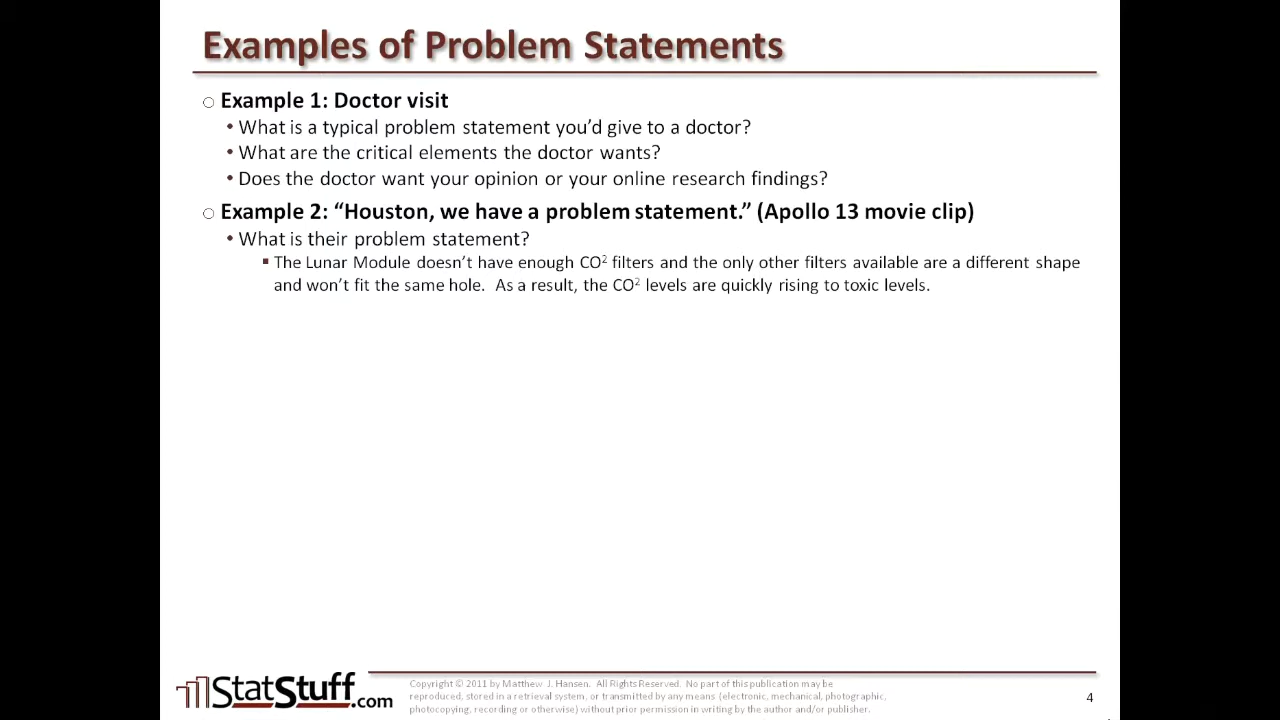 Examples of Problem Statements
○ Example 1: Doctor visit
• What is a typical problem statement you’d give to a doctor?
• What are the critical elements the doctor wants?
• Does the doctor want your opinion or your online research findings?
○ Example 2: “Houston, we have a problem statement.” (Apollo 13 movie clip)
• What is their problem statement?
▪ The Lunar Module doesn’t have enough CO² filters and the only other filters available are a different shape
and won’t fit the same hole.  As a result, the CO² levels are quickly rising to toxic levels.
StatStuff.com
Copyright © 2011 by Matthew J. Hansen.  All Rights Reserved.  No part of this publication may be
reproduced, stored in a retrieval system, or transmitted by any means (electronic, mechanical, photographic,
photocopying, recording or otherwise) without prior permission in writing by the author and/or publisher.
4